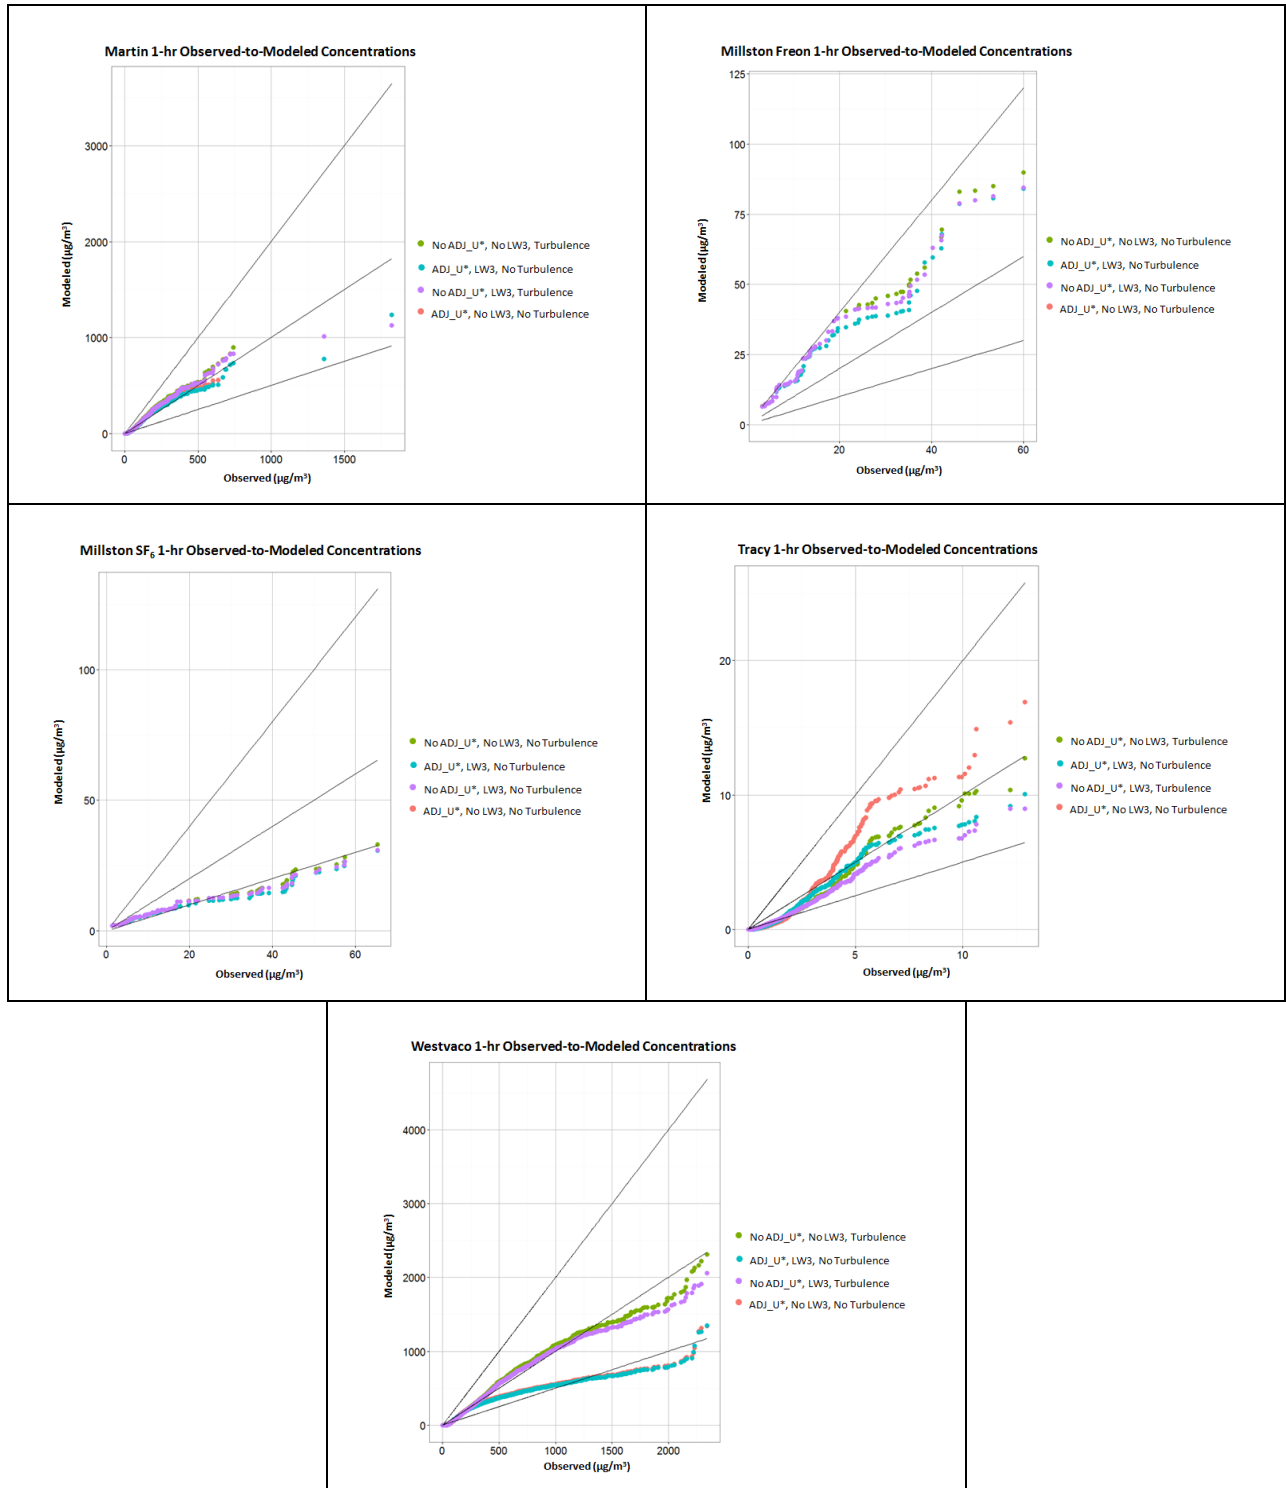 Martin 1-hr Observed-to-Modeled Concentrations
Modeled (µg/m³)
3000
2000
1000
0
0 500 1000 1500
Observed (µg/m³)
No ADJ_U*, No LW3, Turbulence
ADJ_U*, LW3, No Turbulence
No ADJ_U*, LW3, Turbulence
ADJ_U*, No LW3, No Turbulence
Millston Freon 1-hr Observed-to-Modeled Concentrations
Modeled (µg/m³)
125
100
75
50
25
0
20 40 60
Observed (µg/m³)
No ADJ_U*, No LW3, No Turbulence
ADJ_U*, LW3, No Turbulence
No ADJ_U*, LW3, No Turbulence
ADJ_U*, No LW3, No Turbulence
Millston SF₆ 1-hr Observed-to-Modeled Concentrations
Modeled (µg/m³)
100
50
0
0 20 40 60
Observed (µg/m³)
No ADJ_U*, No LW3, No Turbulence
ADJ_U*, LW3, No Turbulence
No ADJ_U*, LW3, No Turbulence
ADJ_U*, No LW3, No Turbulence
Tracy 1-hr Observed-to-Modeled Concentrations
Modeled (µg/m³)
20
10
0
0 5 10
Observed (µg/m³)
No ADJ_U*, No LW3, Turbulence
ADJ_U*, LW3, No Turbulence
No ADJ_U*, LW3, Turbulence
ADJ_U*, No LW3, No Turbulence
Westvaco 1-hr Observed-to-Modeled Concentrations
Modeled (µg/m³)
4000
3000
2000
1000
0
0 500 1000 1500 2000
Observed (µg/m³)
No ADJ_U*, No LW3, Turbulence
ADJ_U*, LW3, No Turbulence
No ADJ_U*, LW3, Turbulence
ADJ_U*, No LW3, No Turbulence